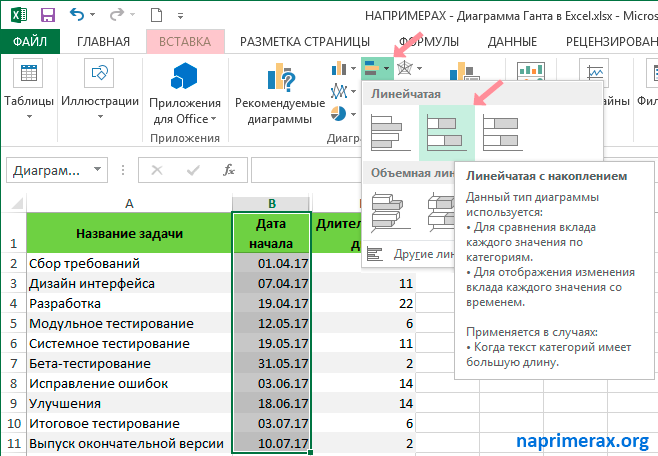 НАПРИМЕРАХ - Диаграмма Ганта в Excel.xlsx - Micros
ФАЙЛ ГЛАВНАЯ ВСТАВКА РАЗМЕТКА СТРАНИЦЫ ФОРМУЛЫ ДАННЫЕ РЕЦЕНЗИРОВАН
Таблицы
Иллюстрации
Приложения для Office
Приложения
Рекомендуемые диаграммы
Линейчатая
Объемная лин
Другие лин
Линейчатая с накоплением
Данный тип диаграммы
используется:
• Для сравнения вклада
каждого значения по
категориям.
• Для отображения изменения
вклада каждого значения со
временем.
Применяется в случаях:
• Когда текст категорий имеет
большую длину.
Диаграм...
fx
A B
1 Название задачи Дата начала
2 Сбор требований 01.04.17
3 Дизайн интерфейса 07.04.17 11
4 Разработка 19.04.17 22
5 Модульное тестирование 12.05.17 6
6 Системное тестирование 19.05.17 11
7 Бета-тестирование 31.05.17 2
8 Исправление ошибок 03.06.17 14
9 Улучшения 18.06.17 14
10 Итоговое тестирование 03.07.17 6
11 Выпуск окончательной версии 10.07.17 2
naprimerax.org